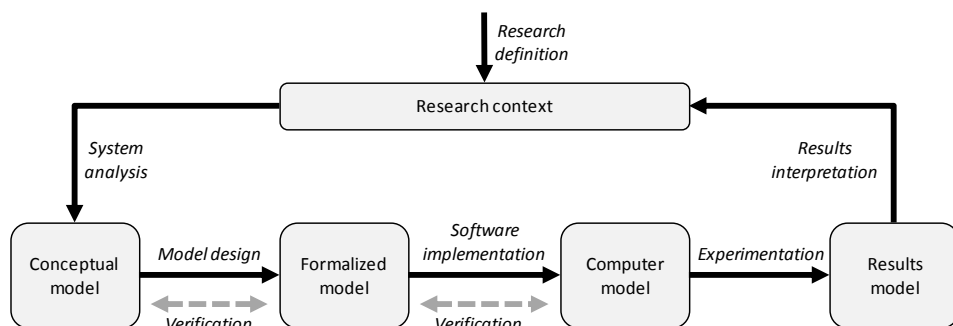 Research
definition
Research context
System
analysis
Results
interpretation
Conceptual
model
Model design
Formalized
model
Software
implementation
Computer
model
Experimentation
Results
model
Verification
Verification